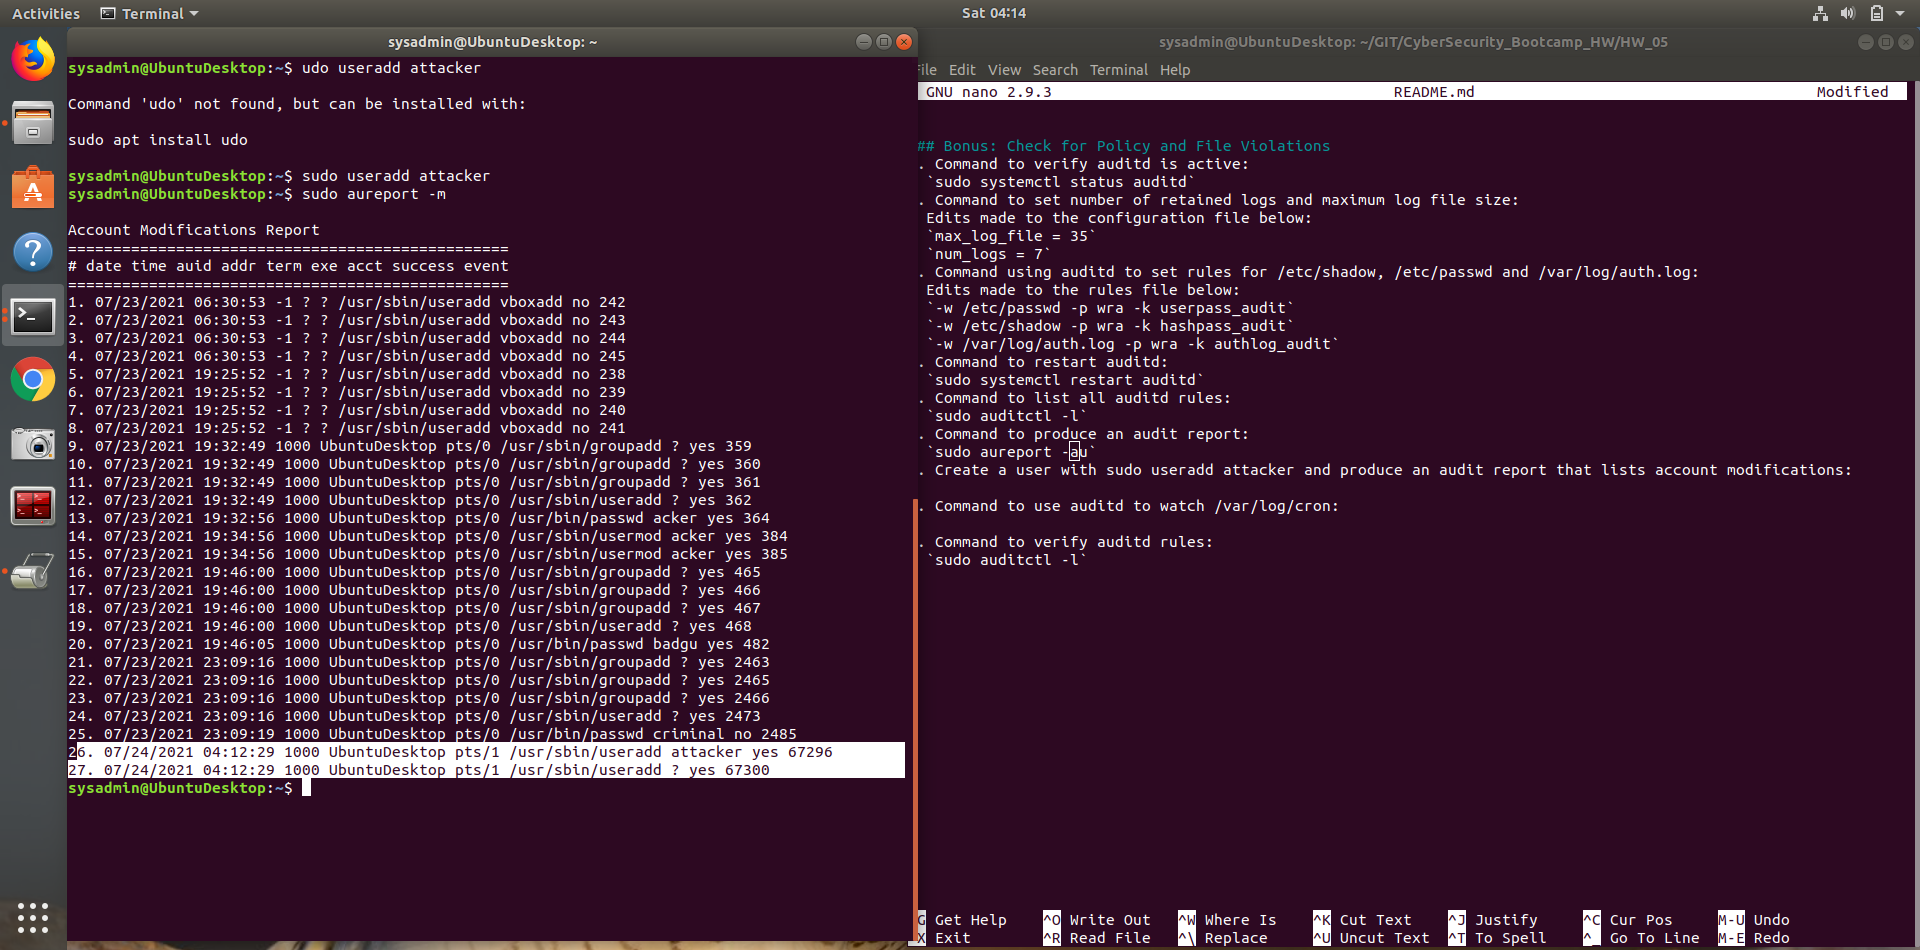 Activities Terminal Sat 04:14
sysadmin@UbuntuDesktop: ~
sysadmin@UbuntuDesktop:~$ udo useradd attacker
Command 'udo' not found, but can be installed with:
sudo apt install udo
sysadmin@UbuntuDesktop:~$ sudo useradd attacker
sysadmin@UbuntuDesktop:~$ sudo aureport -m
Account Modifications Report
=================================================
# date time auid addr term exe acct success event
=================================================
1. 07/23/2021 06:30:53 -1 ? ? /usr/sbin/useradd vboxadd no 242
2. 07/23/2021 06:30:53 -1 ? ? /usr/sbin/useradd vboxadd no 243
3. 07/23/2021 06:30:53 -1 ? ? /usr/sbin/useradd vboxadd no 244
4. 07/23/2021 06:30:53 -1 ? ? /usr/sbin/useradd vboxadd no 245
5. 07/23/2021 19:25:52 -1 ? ? /usr/sbin/useradd vboxadd no 238
6. 07/23/2021 19:25:52 -1 ? ? /usr/sbin/useradd vboxadd no 239
7. 07/23/2021 19:25:52 -1 ? ? /usr/sbin/useradd vboxadd no 240
8. 07/23/2021 19:25:52 -1 ? ? /usr/sbin/useradd vboxadd no 241
9. 07/23/2021 19:32:49 1000 UbuntuDesktop pts/0 /usr/sbin/groupadd ? yes 359
10. 07/23/2021 19:32:49 1000 UbuntuDesktop pts/0 /usr/sbin/groupadd ? yes 360
11. 07/23/2021 19:32:49 1000 UbuntuDesktop pts/0 /usr/sbin/groupadd ? yes 361
12. 07/23/2021 19:32:49 1000 UbuntuDesktop pts/0 /usr/sbin/useradd ? yes 362
13. 07/23/2021 19:32:56 1000 UbuntuDesktop pts/0 /usr/bin/passwd acker yes 364
14. 07/23/2021 19:34:56 1000 UbuntuDesktop pts/0 /usr/sbin/usermod acker yes 384
15. 07/23/2021 19:34:56 1000 UbuntuDesktop pts/0 /usr/sbin/usermod acker yes 385
16. 07/23/2021 19:46:00 1000 UbuntuDesktop pts/0 /usr/sbin/groupadd ? yes 465
17. 07/23/2021 19:46:00 1000 UbuntuDesktop pts/0 /usr/sbin/groupadd ? yes 466
18. 07/23/2021 19:46:00 1000 UbuntuDesktop pts/0 /usr/sbin/groupadd ? yes 467
19. 07/23/2021 19:46:00 1000 UbuntuDesktop pts/0 /usr/sbin/useradd ? yes 468
20. 07/23/2021 19:46:05 1000 UbuntuDesktop pts/0 /usr/bin/passwd badgu yes 482
21. 07/23/2021 23:09:16 1000 UbuntuDesktop pts/0 /usr/sbin/groupadd ? yes 2463
22. 07/23/2021 23:09:16 1000 UbuntuDesktop pts/0 /usr/sbin/groupadd ? yes 2465
23. 07/23/2021 23:09:16 1000 UbuntuDesktop pts/0 /usr/sbin/groupadd ? yes 2466
24. 07/23/2021 23:09:16 1000 UbuntuDesktop pts/0 /usr/sbin/useradd ? yes 2473
25. 07/23/2021 23:09:19 1000 UbuntuDesktop pts/0 /usr/bin/passwd criminal no 2485
26. 07/24/2021 04:12:29 1000 UbuntuDesktop pts/1 /usr/sbin/useradd attacker yes 67296
27. 07/24/2021 04:12:29 1000 UbuntuDesktop pts/1 /usr/sbin/useradd ? yes 67300
sysadmin@UbuntuDesktop:~$
sysadmin@UbuntuDesktop: ~/GIT/CyberSecurity_Bootcamp_HW/HW_05
ile Edit View Search Terminal Help
GNU nano 2.9.3 README.md Modified
## Bonus: Check for Policy and File Violations
. Command to verify auditd is active:
`sudo systemctl status auditd`
. Command to set number of retained logs and maximum log file size:
Edits made to the configuration file below:
`max_log_file = 35`
`num_logs = 7`
. Command using auditd to set rules for /etc/shadow, /etc/passwd and /var/log/auth.log:
Edits made to the rules file below:
`-w /etc/passwd -p wra -k userpass_audit`
`-w /etc/shadow -p wra -k hashpass_audit`
`-w /var/log/auth.log -p wra -k authlog_audit`
. Command to restart auditd:
`sudo systemctl restart auditd`
. Command to list all auditd rules:
`sudo auditctl -l`
. Command to produce an audit report:
`sudo aureport -au`
. Create a user with sudo useradd attacker and produce an audit report that lists account modifications:
. Command to use auditd to watch /var/log/cron:
. Command to verify auditd rules:
`sudo auditctl -l`
G Get Help ^O Write Out ^W Where Is ^K Cut Text ^J Justify ^C Cur Pos M-U Undo
X Exit ^R Read File ^\ Replace ^U Uncut Text ^T To Spell ^_ Go To Line M-E Redo